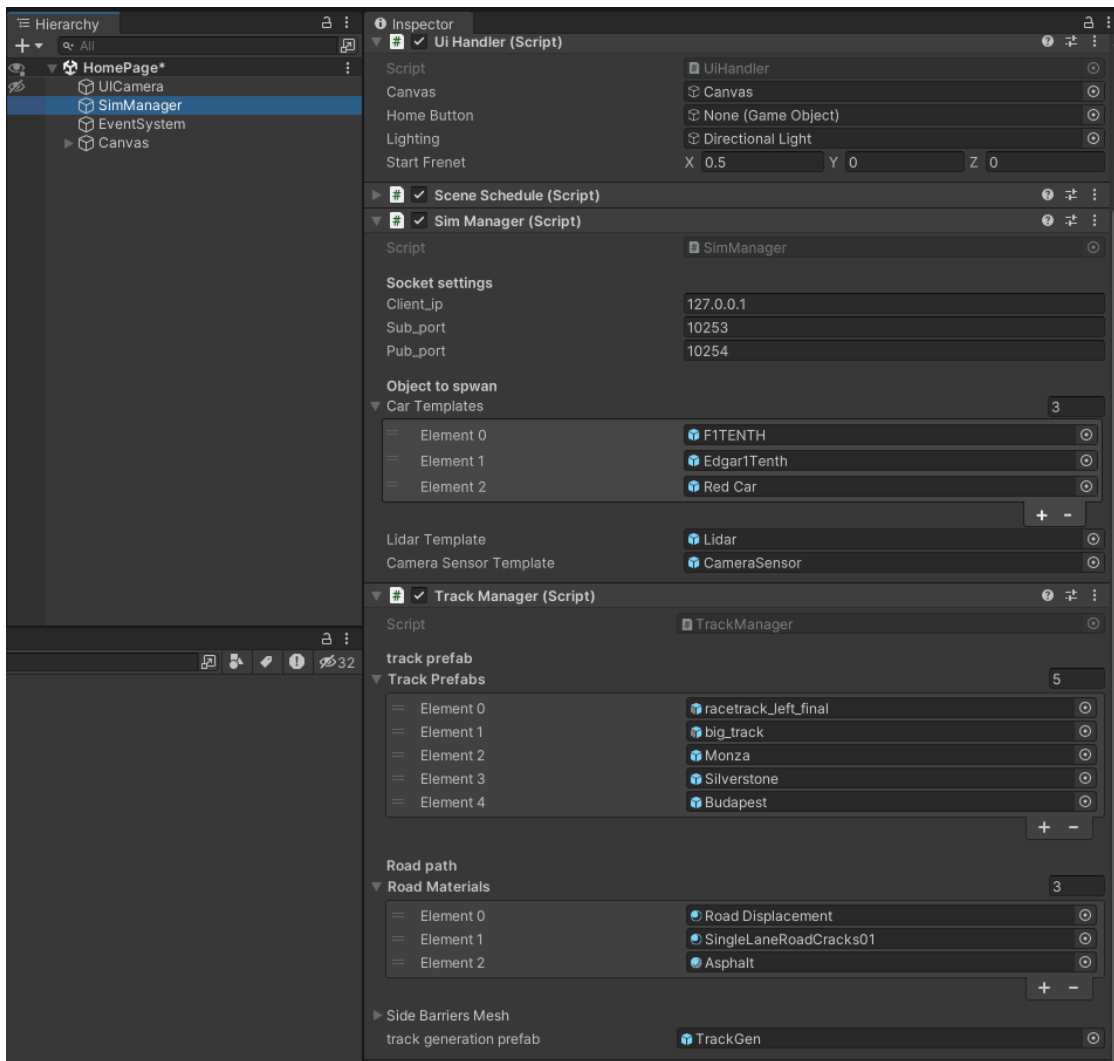 Hierarchy
All
HomePage*
UICamera
SimManager
EventSystem
Canvas
32
Inspector
# Ui Handler (Script)
Script # UiHandler
Canvas Canvas
Home Button None (Game Object)
Lighting Directional Light
Start Frenet X 0.5 Y 0 Z 0
# Scene Schedule (Script)
# Sim Manager (Script)
Script # SimManager
Socket settings
Client_ip 127.0.0.1
Sub_port 10253
Pub_port 10254
Object to spwan
Car Templates 3
Element 0 F1TENTH
Element 1 Edgar1Tenth
Element 2 Red Car
+ -
Lidar Template Lidar
Camera Sensor Template CameraSensor
# Track Manager (Script)
Script # TrackManager
track prefab
Track Prefabs 5
Element 0 racetrack_left_final
Element 1 big_track
Element 2 Monza
Element 3 Silverstone
Element 4 Budapest
+ -
Road path
Road Materials 3
Element 0 Road Displacement
Element 1 SingleLaneRoadCracks01
Element 2 Asphalt
+ -
Side Barriers Mesh
track generation prefab TrackGen